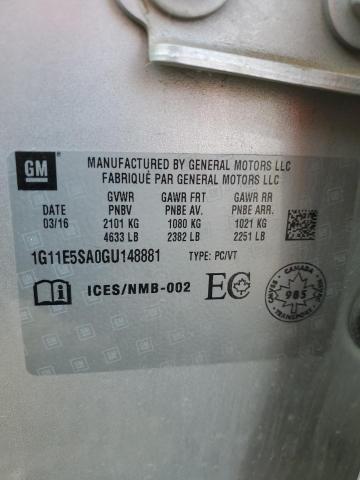 GM
MANUFACTURED BY GENERAL MOTORS LLC
FABRIQUÉ PAR GENERAL MOTORS LLC
GVWR GAWR FRT GAWR RR
DATE PNBV PNBE AV. PNBE ARR.
03/16 2101 KG 1080 KG 1021 KG
4633 LB 2382 LB 2251 LB
1G11E5SA0GU148881 TYPE: PC/VT
i ICES/NMB-002 EC
CANADA
985
DRIVER TRANSPORT